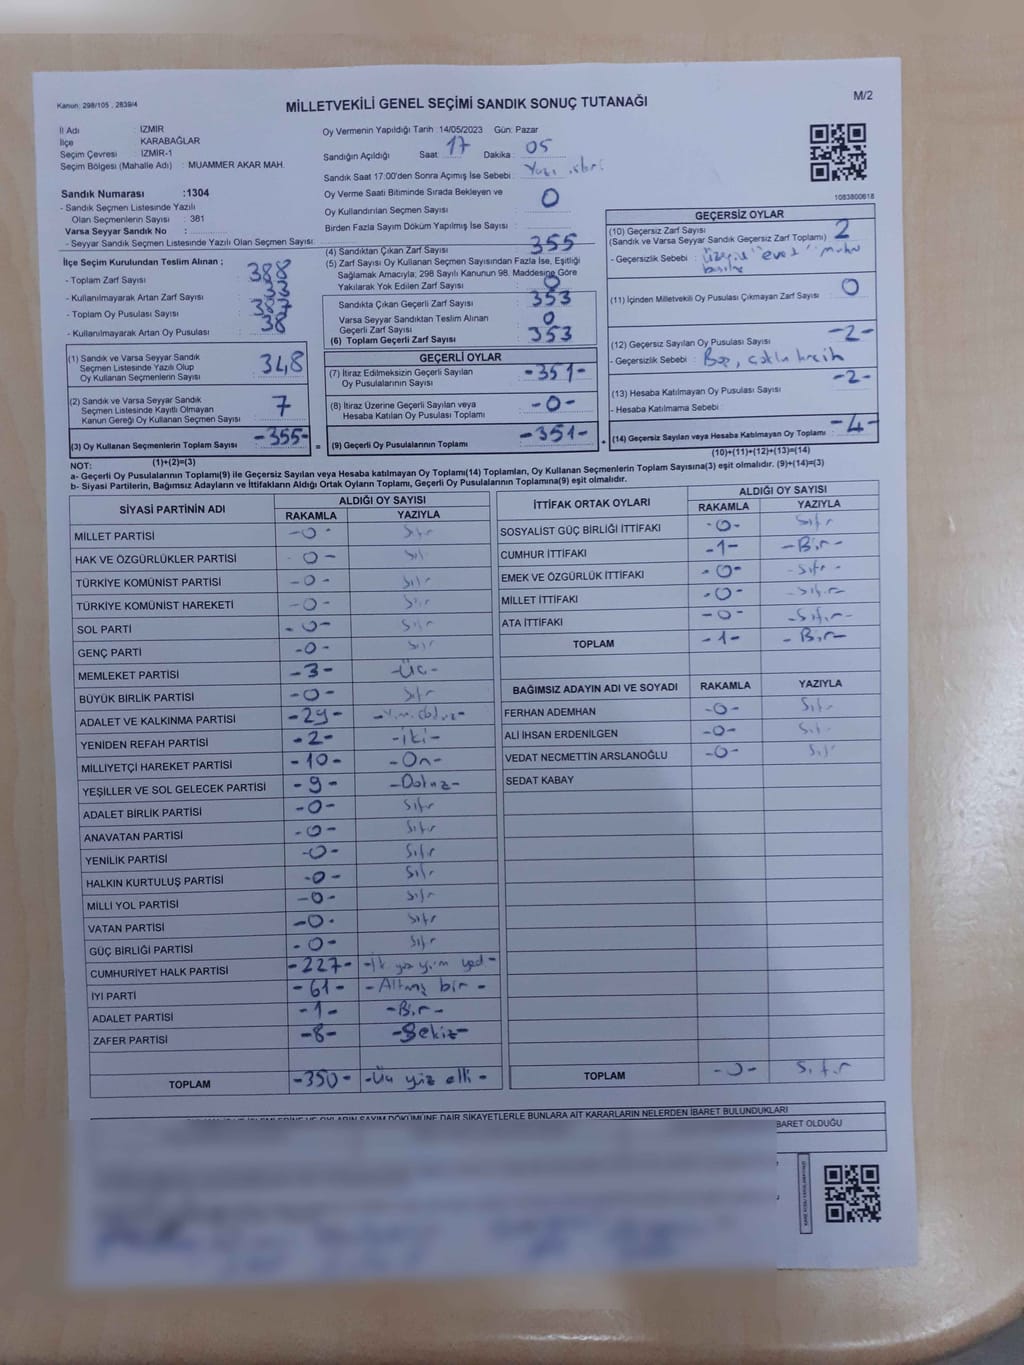 Kanun: 298/105 , 2839/4
MİLLETVEKİLİ GENEL SEÇİMİ SANDIK SONUÇ TUTANAĞI
M/2
İl Adı : İZMİR
İlçe : KARABAĞLAR
Seçim Çevresi : İZMİR-1
Seçim Bölgesi (Mahalle Adı) : MUAMMER AKAR MAH.
Oy Vermenin Yapıldığı Tarih :14/05/2023 Gün: Pazar
Sandığın Açıldığı Saat : 17 Dakika : 05
Sandık Saat 17:00'den Sonra Açılmış İse Sebebi :
Oy Verme Saati Bitiminde Sırada Bekleyen ve
Oy Kullandırılan Seçmen Sayısı : 0
Birden Fazla Sayım Döküm Yapılmış İse Sayısı :
1083800618
Sandık Numarası :1304
- Sandık Seçmen Listesinde Yazılı
Olan Seçmenlerin Sayısı : 381
Varsa Seyyar Sandık No :
- Seyyar Sandık Seçmen Listesinde Yazılı Olan Seçmen Sayısı:
İlçe Seçim Kurulundan Teslim Alınan ;
- Toplam Zarf Sayısı : 388
- Kullanılmayarak Artan Zarf Sayısı : 33
- Toplam Oy Pusulası Sayısı :
- Kullanılmayarak Artan Oy Pusulası : 38
(1) Sandık ve Varsa Seyyar Sandık
Seçmen Listesinde Yazılı Olup
Oy Kullanan Seçmenlerin Sayısı : 348
(2) Sandık ve Varsa Seyyar Sandık
Seçmen Listesinde Kayıtlı Olmayan
Kanun Gereği Oy Kullanan Seçmen Sayısı : 7
(3) Oy Kullanan Seçmenlerin Toplam Sayısı : -355-
(1)+(2)=(3)
(4) Sandıktan Çıkan Zarf Sayısı : 355
(5) Zarf Sayısı Oy Kullanan Seçmen Sayısından Fazla İse, Eşitliği
Sağlamak Amacıyla; 298 Sayılı Kanunun 98. Maddesine Göre
Yakılarak Yok Edilen Zarf Sayısı : 0
Sandıkta Çıkan Geçerli Zarf Sayısı : 353
Varsa Seyyar Sandıktan Teslim Alınan
Geçerli Zarf Sayısı : 0
(6) Toplam Geçerli Zarf Sayısı : 353
GEÇERLİ OYLAR
(7) İtiraz Edilmeksizin Geçerli Sayılan
Oy Pusulalarının Sayısı : -351-
(8) İtiraz Üzerine Geçerli Sayılan veya
Hesaba Katılan Oy Pusulası Toplamı : -0-
= (9) Geçerli Oy Pusulalarının Toplamı : -351- +
GEÇERSİZ OYLAR
(10) Geçersiz Zarf Sayısı
(Sandık ve Varsa Seyyar Sandık Geçersiz Zarf Toplamı) : 2
- Geçersizlik Sebebi :
(11) İçinden Milletvekili Oy Pusulası Çıkmayan Zarf Sayısı : 0
(12) Geçersiz Sayılan Oy Pusulası Sayısı : -2-
- Geçersizlik Sebebi : Boş,
(13) Hesaba Katılmayan Oy Pusulası Sayısı : -2-
- Hesaba Katılmama Sebebi :
(14) Geçersiz Sayılan veya Hesaba Katılmayan Oy Toplamı : -4-
(10)+(11)+(12)+(13)=(14)
NOT:
a- Geçerli Oy Pusulalarının Toplamı(9) ile Geçersiz Sayılan veya Hesaba katılmayan Oy Toplamı(14) Toplamları, Oy Kullanan Seçmenlerin Toplam Sayısına(3) eşit olmalıdır. (9)+(14)=(3)
b- Siyasi Partilerin, Bağımsız Adayların ve İttifakların Aldığı Ortak Oyların Toplamı, Geçerli Oy Pusulalarının Toplamına(9) eşit olmalıdır.
SİYASİ PARTİNİN ADI ALDIĞI OY SAYISI
RAKAMLA YAZIYLA
MİLLET PARTİSİ -0- Sıfır
HAK VE ÖZGÜRLÜKLER PARTİSİ -0- Sıfır
TÜRKİYE KOMÜNİST PARTİSİ -0- Sıfır
TÜRKİYE KOMÜNİST HAREKETİ -0- Sıfır
SOL PARTİ -0- Sıfır
GENÇ PARTİ -0- Sıfır
MEMLEKET PARTİSİ -3- -Üç-
BÜYÜK BİRLİK PARTİSİ -0- Sıfır
ADALET VE KALKINMA PARTİSİ -29-
YENİDEN REFAH PARTİSİ -2- -iki-
MİLLİYETÇİ HAREKET PARTİSİ -10- -On-
YEŞİLLER VE SOL GELECEK PARTİSİ -9- -Dokuz-
ADALET BİRLİK PARTİSİ -0- Sıfır
ANAVATAN PARTİSİ -0- Sıfır
YENİLİK PARTİSİ -0- Sıfır
HALKIN KURTULUŞ PARTİSİ -0- Sıfır
MİLLİ YOL PARTİSİ -0- Sıfır
VATAN PARTİSİ -0- Sıfır
GÜÇ BİRLİĞİ PARTİSİ -0- Sıfır
CUMHURİYET HALK PARTİSİ -227-
İYİ PARTİ -61- -Altmış bir-
ADALET PARTİSİ -1- -Bir-
ZAFER PARTİSİ -8- -Sekiz-
TOPLAM -350- -Üç yüz elli-
İTTİFAK ORTAK OYLARI ALDIĞI OY SAYISI
RAKAMLA YAZIYLA
SOSYALİST GÜÇ BİRLİĞİ İTTİFAKI -0- Sıfır
CUMHUR İTTİFAKI -1- -Bir-
EMEK VE ÖZGÜRLÜK İTTİFAKI -0- -Sıfır-
MİLLET İTTİFAKI -0- -Sıfır-
ATA İTTİFAKI -0- -Sıfır-
TOPLAM -1- -Bir-
BAĞIMSIZ ADAYIN ADI VE SOYADI RAKAMLA YAZIYLA
FERHAN ADEMHAN -0- Sıfır
ALİ İHSAN ERDENİLGEN -0- Sıfır
VEDAT NECMETTİN ARSLANOĞLU -0- Sıfır
SEDAT KABAY
TOPLAM -0- Sıfır
SAYIM DÖKÜMÜNE DAİR ŞİKAYETLERLE BUNLARA AİT KARARLARIN NELERDEN İBARET BULUNDUKLARI
BARET OLDUĞU